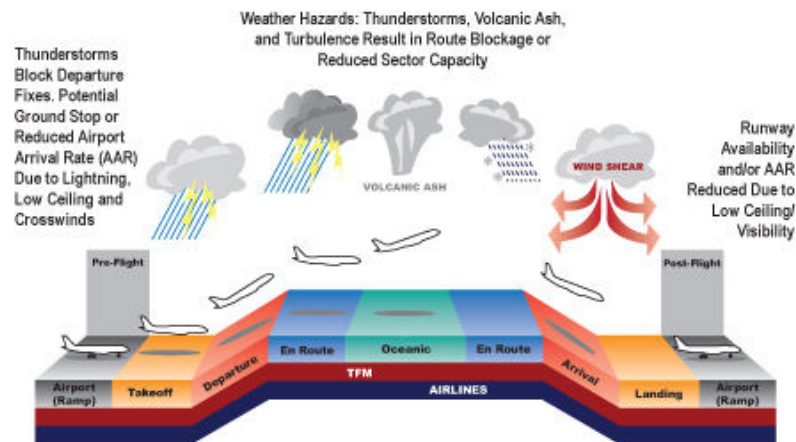 Weather Hazards: Thunderstorms, Volcanic Ash,
and Turbulence Result in Route Blockage or
Reduced Sector Capacity
Thunderstorms
Block Departure
Fixes. Potential
Ground Stop or
Reduced Airport
Arrival Rate (AAR)
Due to Lightning,
Low Ceiling and
Crosswinds
VOLCANIC ASH
WIND SHEAR
Runway
Availability
and/or AAR
Reduced Due to
Low Ceiling/
Visibility
Pre-Flight
Post-Flight
Airport
(Ramp)
Takeoff
Departure
En Route
Oceanic
En Route
Arrival
Landing
Airport
(Ramp)
TFM
AIRLINES